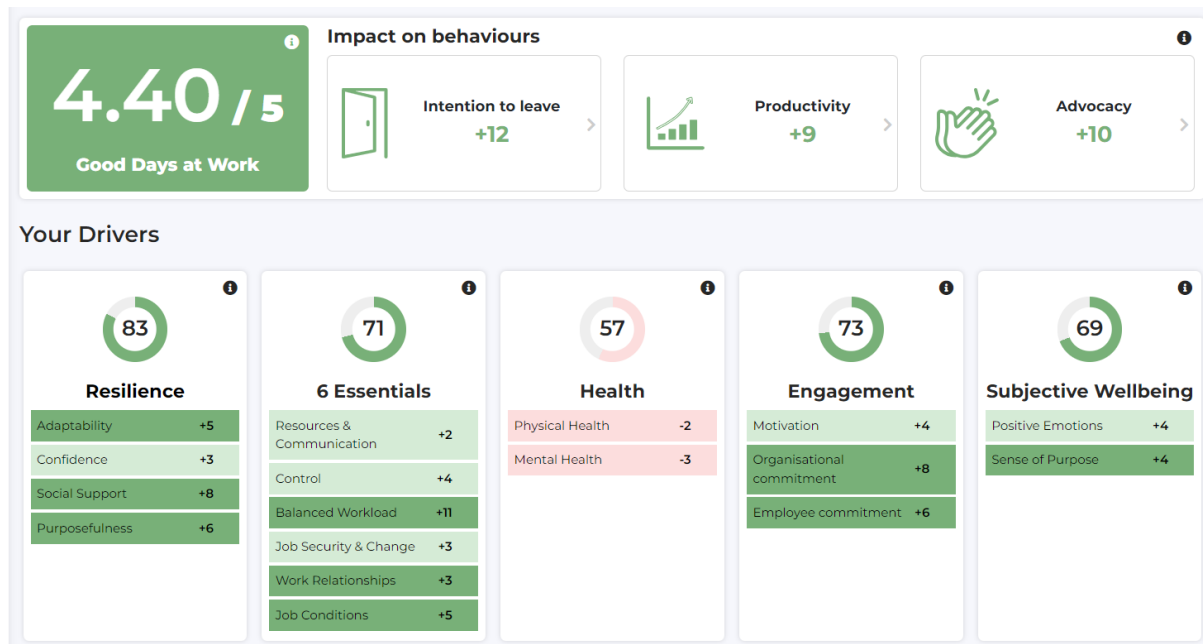 4.40 / 5
Good Days at Work
Impact on behaviours
Intention to leave
+12
Productivity
+9
Advocacy
+10
Your Drivers
83
Resilience
Adaptability +5
Confidence +3
Social Support +8
Purposefulness +6
71
6 Essentials
Resources &
Communication +2
Control +4
Balanced Workload +11
Job Security & Change +3
Work Relationships +3
Job Conditions +5
57
Health
Physical Health -2
Mental Health -3
73
Engagement
Motivation +4
Organisational
commitment +8
Employee commitment +6
69
Subjective Wellbeing
Positive Emotions +4
Sense of Purpose +4